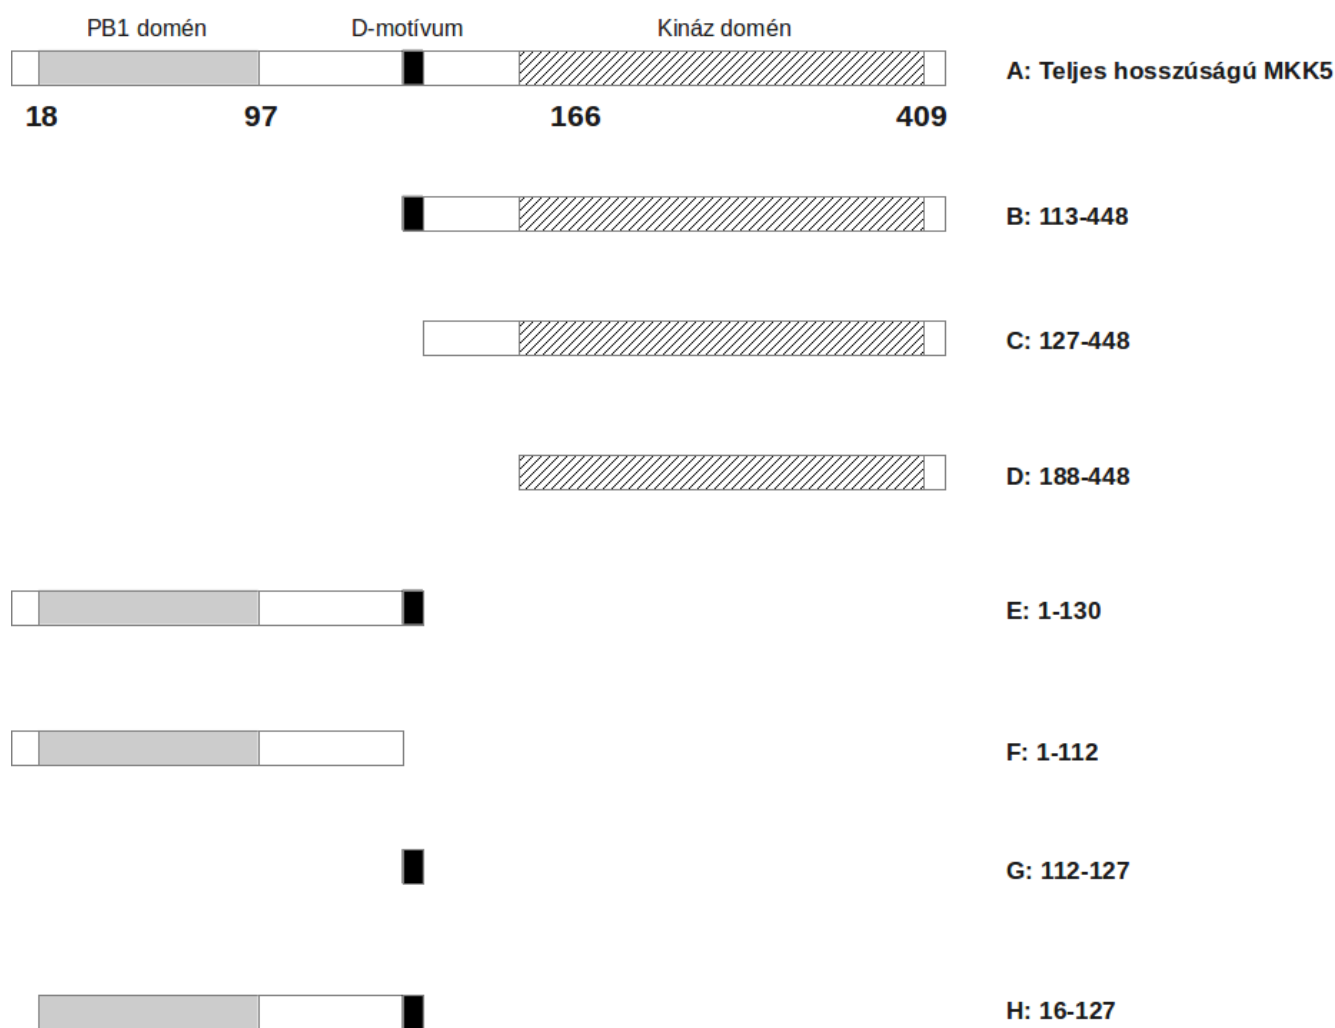 PB1 domén D-motívum Kináz domén
A: Teljes hosszúságú MKK5
18 97 166 409
B: 113-448
C: 127-448
D: 188-448
E: 1-130
F: 1-112
G: 112-127
H: 16-127